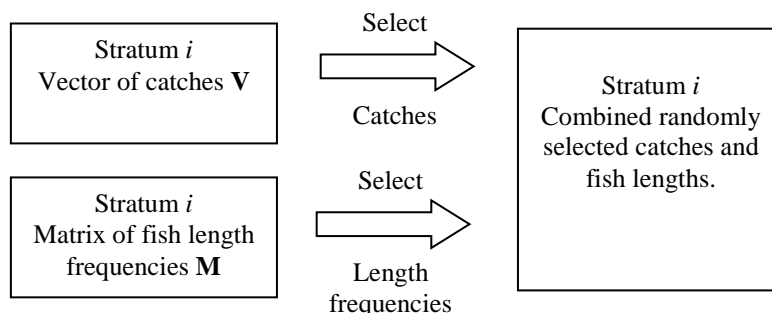 Stratum i
Vector of catches V
Select
Catches
Stratum i
Matrix of fish length
frequencies M
Select
Length
frequencies
Stratum i
Combined randomly
selected catches and
fish lengths.